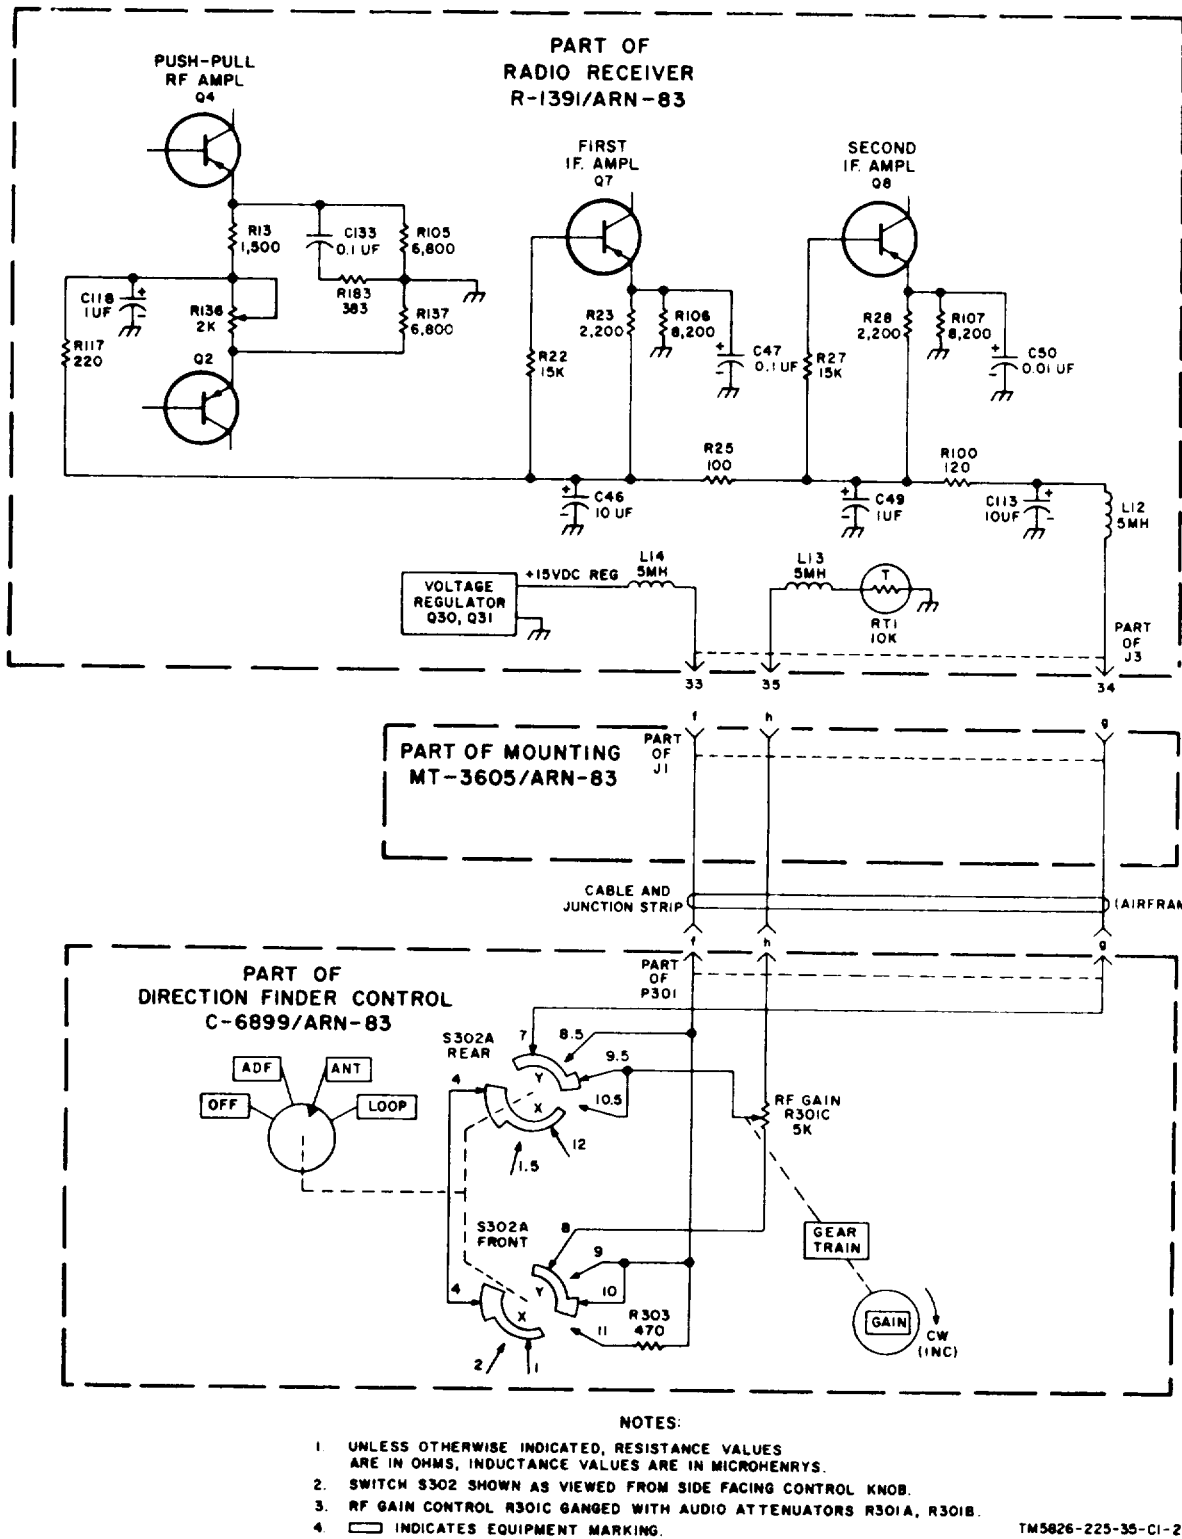 PART OF
RADIO RECEIVER
R-1391/ARN-83
PUSH-PULL
RF AMPL
Q4
FIRST
IF. AMPL
Q7
SECOND
IF. AMPL
Q8
R13
1,500
C133
0.1 UF
R105
6,800
R183
383
C118
1UF
R136
2K
R137
6,800
R117
220
Q2
R23
2,200
R106
8,200
R22
15K
C47
0.1 UF
R28
2,200
R107
8,200
R27
15K
C50
0.01 UF
R25
100
R100
120
C46
10 UF
C49
1UF
C113
10UF
L12
5MH
VOLTAGE
REGULATOR
Q30, Q31
+15VDC REG
L14
5MH
L13
5MH
T
RT1
10K
PART
OF
J3
33
35
34
f
h
g
PART OF MOUNTING
MT-3605/ARN-83
PART
OF
J1
CABLE AND
JUNCTION STRIP
(AIRFRAM
f
h
g
PART OF
DIRECTION FINDER CONTROL
C-6899/ARN-83
PART
OF
P301
S302A
REAR
7
8.5
9.5
10.5
4
Y
X
12
1.5
ADF
ANT
OFF
LOOP
RF GAIN
R301C
5K
S302A
FRONT
8
9
10
4
Y
X
11
R303
470
2
1
GEAR
TRAIN
GAIN
CW
(INC)
NOTES:
1. UNLESS OTHERWISE INDICATED, RESISTANCE VALUES
ARE IN OHMS, INDUCTANCE VALUES ARE IN MICROHENRYS.
2. SWITCH S302 SHOWN AS VIEWED FROM SIDE FACING CONTROL KNOB.
3. RF GAIN CONTROL R301C GANGED WITH AUDIO ATTENUATORS R301A, R301B.
4. INDICATES EQUIPMENT MARKING.
TM5826-225-35-C1-2